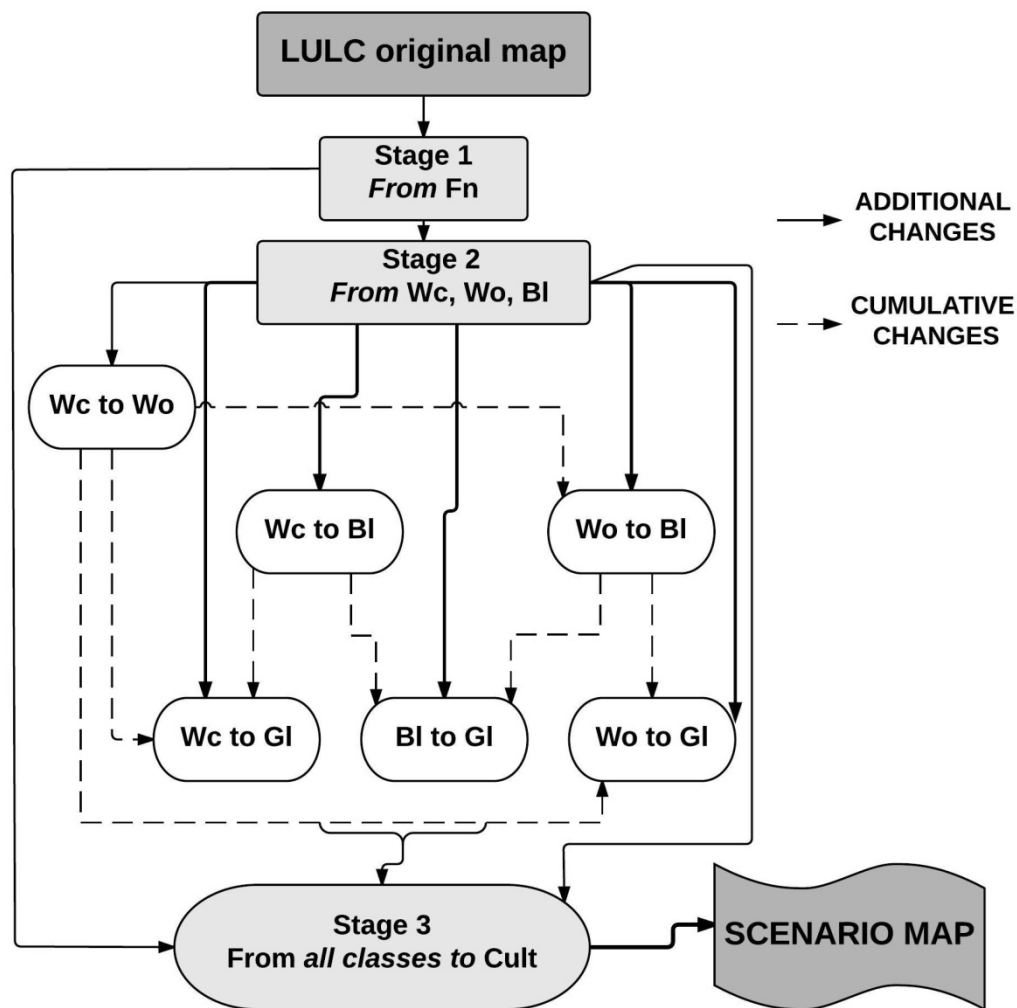 LULC original map
Stage 1
From Fn
Stage 2
From Wc, Wo, Bl
ADDITIONAL
CHANGES
CUMULATIVE
CHANGES
Wc to Wo
Wc to Bl
Wo to Bl
Wc to Gl
Bl to Gl
Wo to Gl
Stage 3
From all classes to Cult
SCENARIO MAP